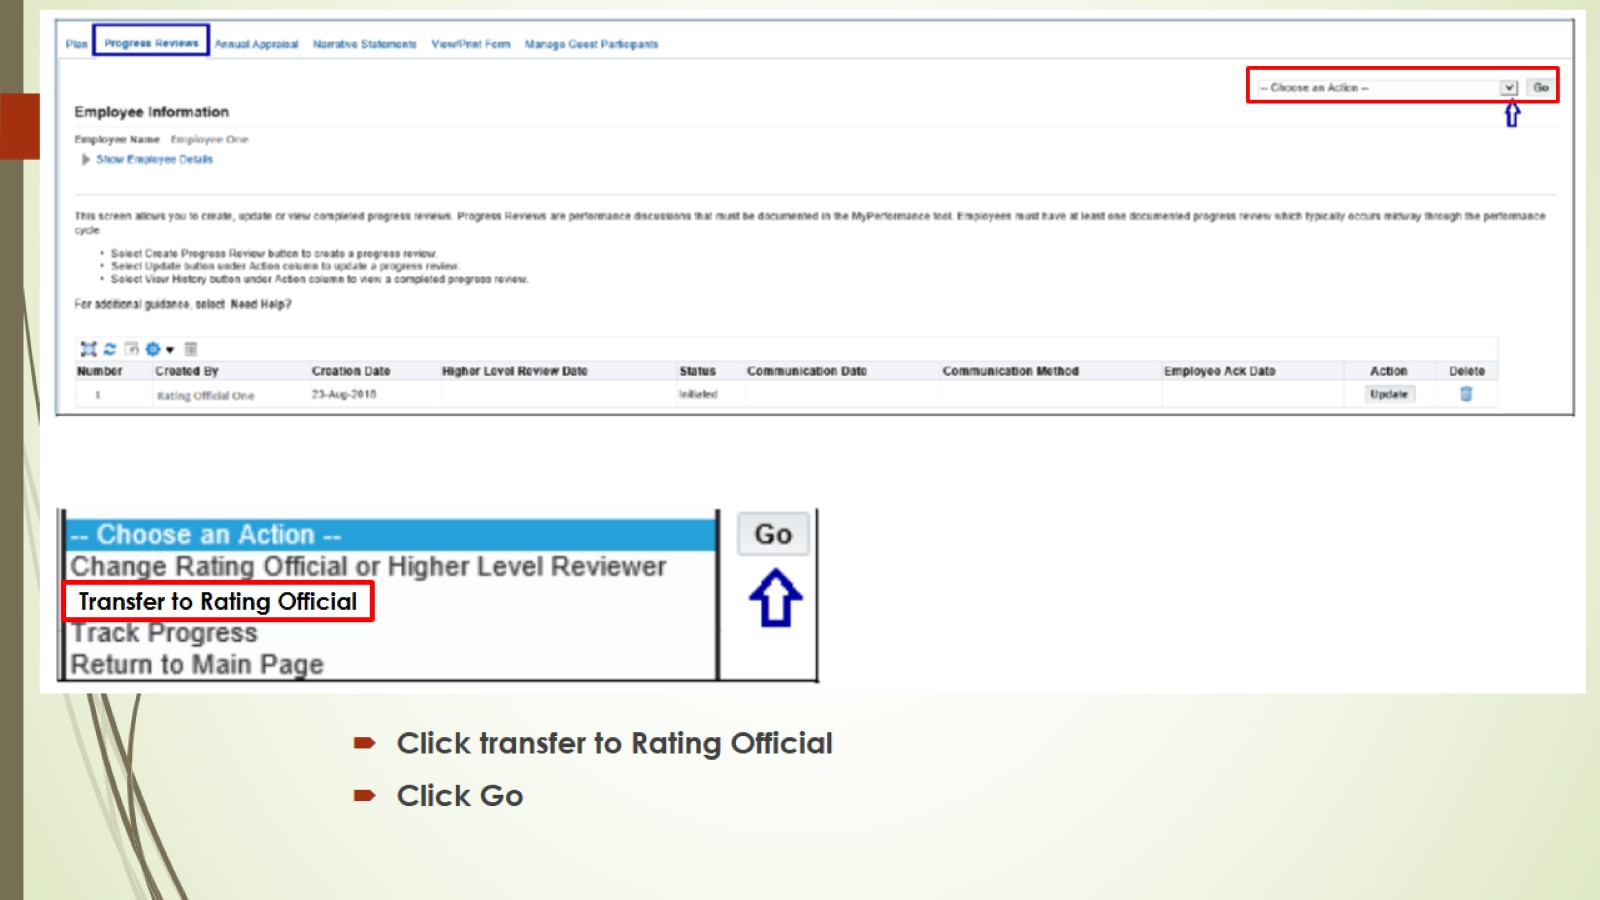 Plan Progress Reviews Annual Appraisal Narrative Statements View/Print Form Manage Guest Participants
-- Choose an Action -- Go
Employee Information
Employee Name Employee One
Show Employee Details
This screen allows you to create, update or view completed progress reviews. Progress Reviews are performance discussions that must be documented in the MyPerformance tool. Employees must have at least one documented progress review which typically occurs midway through the performance
cycle.
• Select Create Progress Review button to create a progress review.
• Select Update button under Action column to update a progress review.
• Select View History button under Action column to view a completed progress review.
For additional guidance, select Need Help?
Number Created By Creation Date Higher Level Review Date Status Communication Date Communication Method Employee Ack Date Action Delete
1 Rating Official One 23-Aug-2018 Initiated Update
-- Choose an Action -- Go
Change Rating Official or Higher Level Reviewer
Transfer to Rating Official
Track Progress
Return to Main Page
Click transfer to Rating Official
Click Go